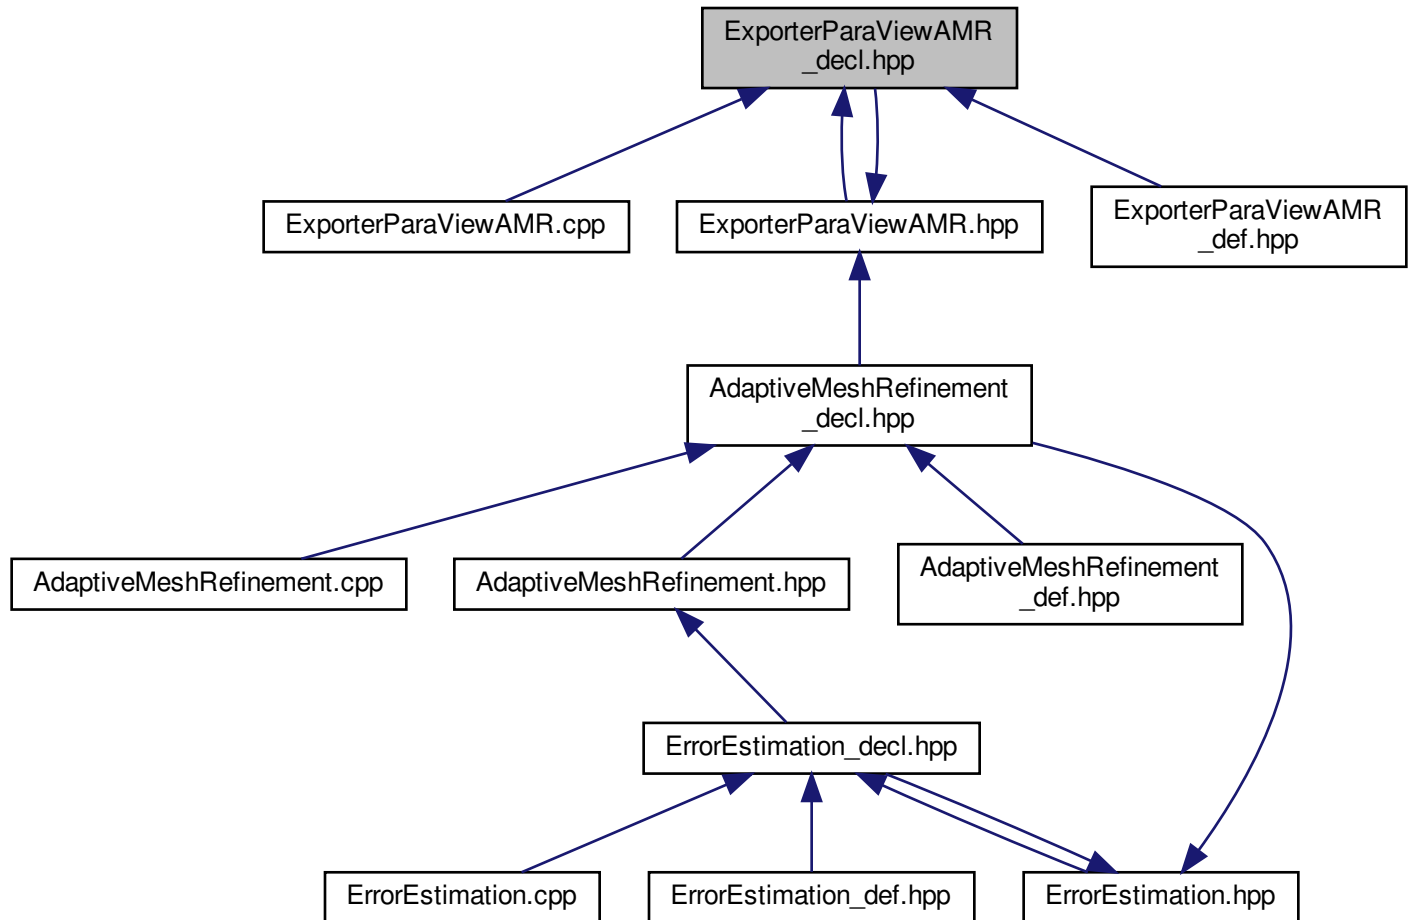 ExporterParaViewAMR
_decl.hpp
ExporterParaViewAMR.cpp
ExporterParaViewAMR.hpp
ExporterParaViewAMR
_def.hpp
AdaptiveMeshRefinement
_decl.hpp
AdaptiveMeshRefinement.cpp
AdaptiveMeshRefinement.hpp
AdaptiveMeshRefinement
_def.hpp
ErrorEstimation_decl.hpp
ErrorEstimation.cpp
ErrorEstimation_def.hpp
ErrorEstimation.hpp